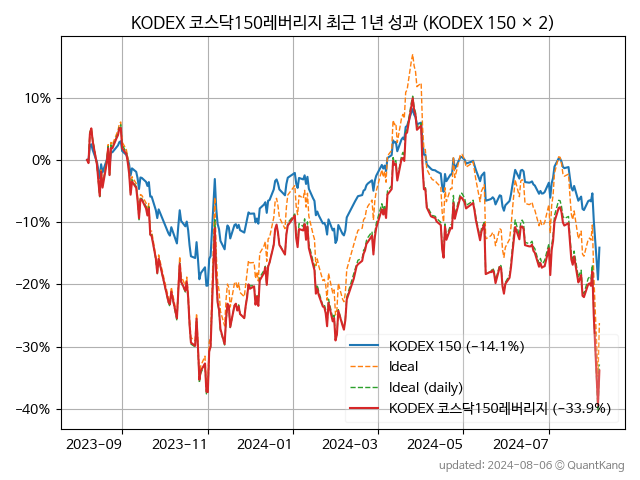 KODEX 코스닥150레버리지 최근 1년 성과 (KODEX 150 × 2)
10%
0%
−10%
−20%
−30%
−40%
KODEX 150 (−14.1%)
Ideal
Ideal (daily)
KODEX 코스닥150레버리지 (−33.9%)
2023-09 2023-11 2024-01 2024-03 2024-05 2024-07
updated: 2024-08-06 © QuantKang